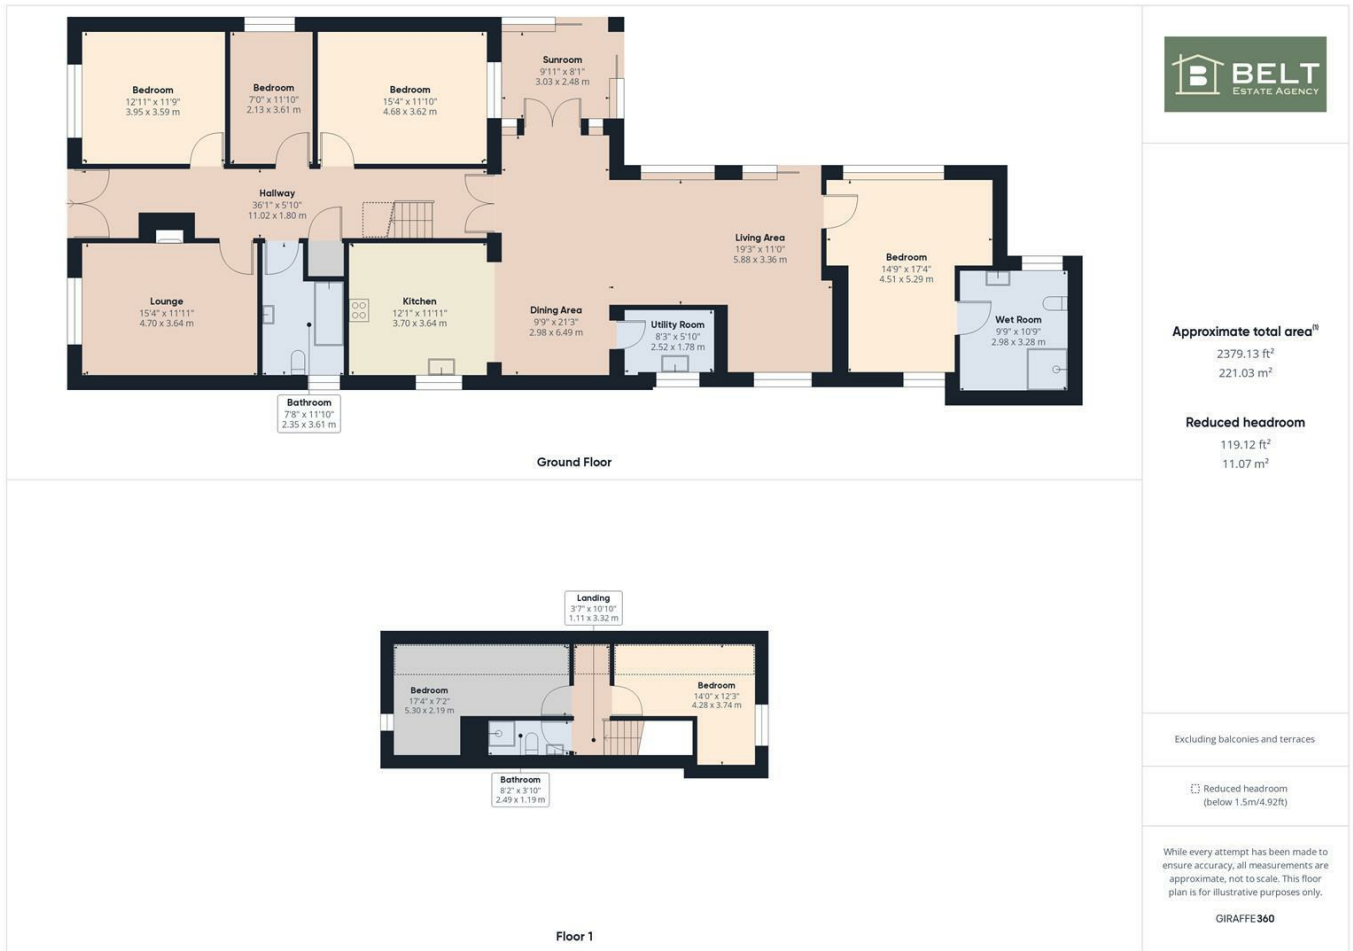 Bedroom
12'11" x 11'9"
3.95 x 3.59 m
Bedroom
7'0" x 11'10"
2.13 x 3.61 m
Bedroom
15'4" x 11'10"
4.68 x 3.62 m
Sunroom
9'11" x 8'1"
3.03 x 2.48 m
Hallway
36'1" x 5'10"
11.02 x 1.80 m
Lounge
15'4" x 11'11"
4.70 x 3.64 m
Kitchen
12'1" x 11'11"
3.70 x 3.64 m
Dining Area
9'9" x 21'3"
2.98 x 6.49 m
Living Area
19'3" x 11'0"
5.88 x 3.36 m
Utility Room
8'3" x 5'10"
2.52 x 1.78 m
Bedroom
14'9" x 17'4"
4.51 x 5.29 m
Wet Room
9'9" x 10'9"
2.98 x 3.28 m
Bathroom
7'8" x 11'10"
2.35 x 3.61 m
Ground Floor
Landing
3'7" x 10'10"
1.11 x 3.32 m
Bedroom
17'4" x 7'2"
5.30 x 2.19 m
Bedroom
14'0" x 12'3"
4.28 x 3.74 m
Bathroom
8'2" x 3'10"
2.49 x 1.19 m
Floor 1
B BELT
ESTATE AGENCY
Approximate total area(1)
2379.13 ft²
221.03 m²
Reduced headroom
119.12 ft²
11.07 m²
Excluding balconies and terraces
Reduced headroom
(below 1.5m/4.92ft)
While every attempt has been made to
ensure accuracy, all measurements are
approximate, not to scale. This floor
plan is for illustrative purposes only.
GIRAFFE360